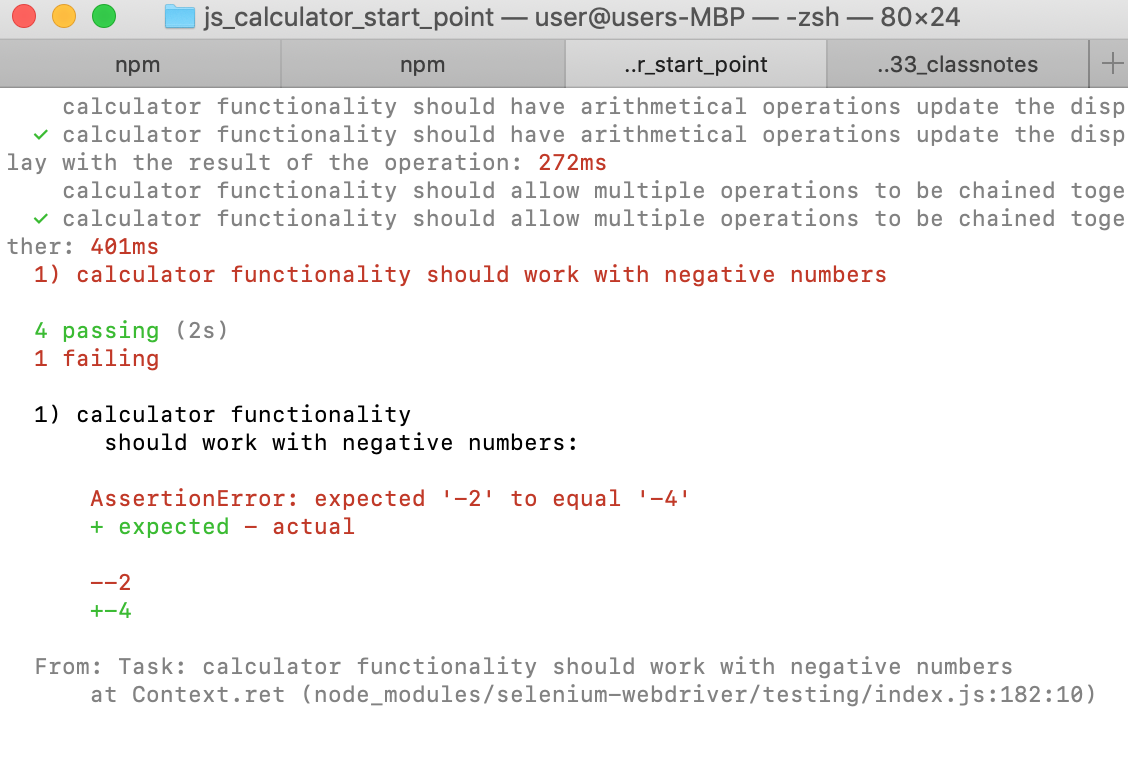 js_calculator_start_point — user@users-MBP — -zsh — 80×24
npm npm ..r_start_point ..33_classnotes +
calculator functionality should have arithmetical operations update the disp
✓ calculator functionality should have arithmetical operations update the disp
lay with the result of the operation: 272ms
calculator functionality should allow multiple operations to be chained toge
✓ calculator functionality should allow multiple operations to be chained toge
ther: 401ms
1) calculator functionality should work with negative numbers
4 passing (2s)
1 failing
1) calculator functionality
should work with negative numbers:
AssertionError: expected '-2' to equal '-4'
+ expected - actual
--2
+-4
From: Task: calculator functionality should work with negative numbers
at Context.ret (node_modules/selenium-webdriver/testing/index.js:182:10)